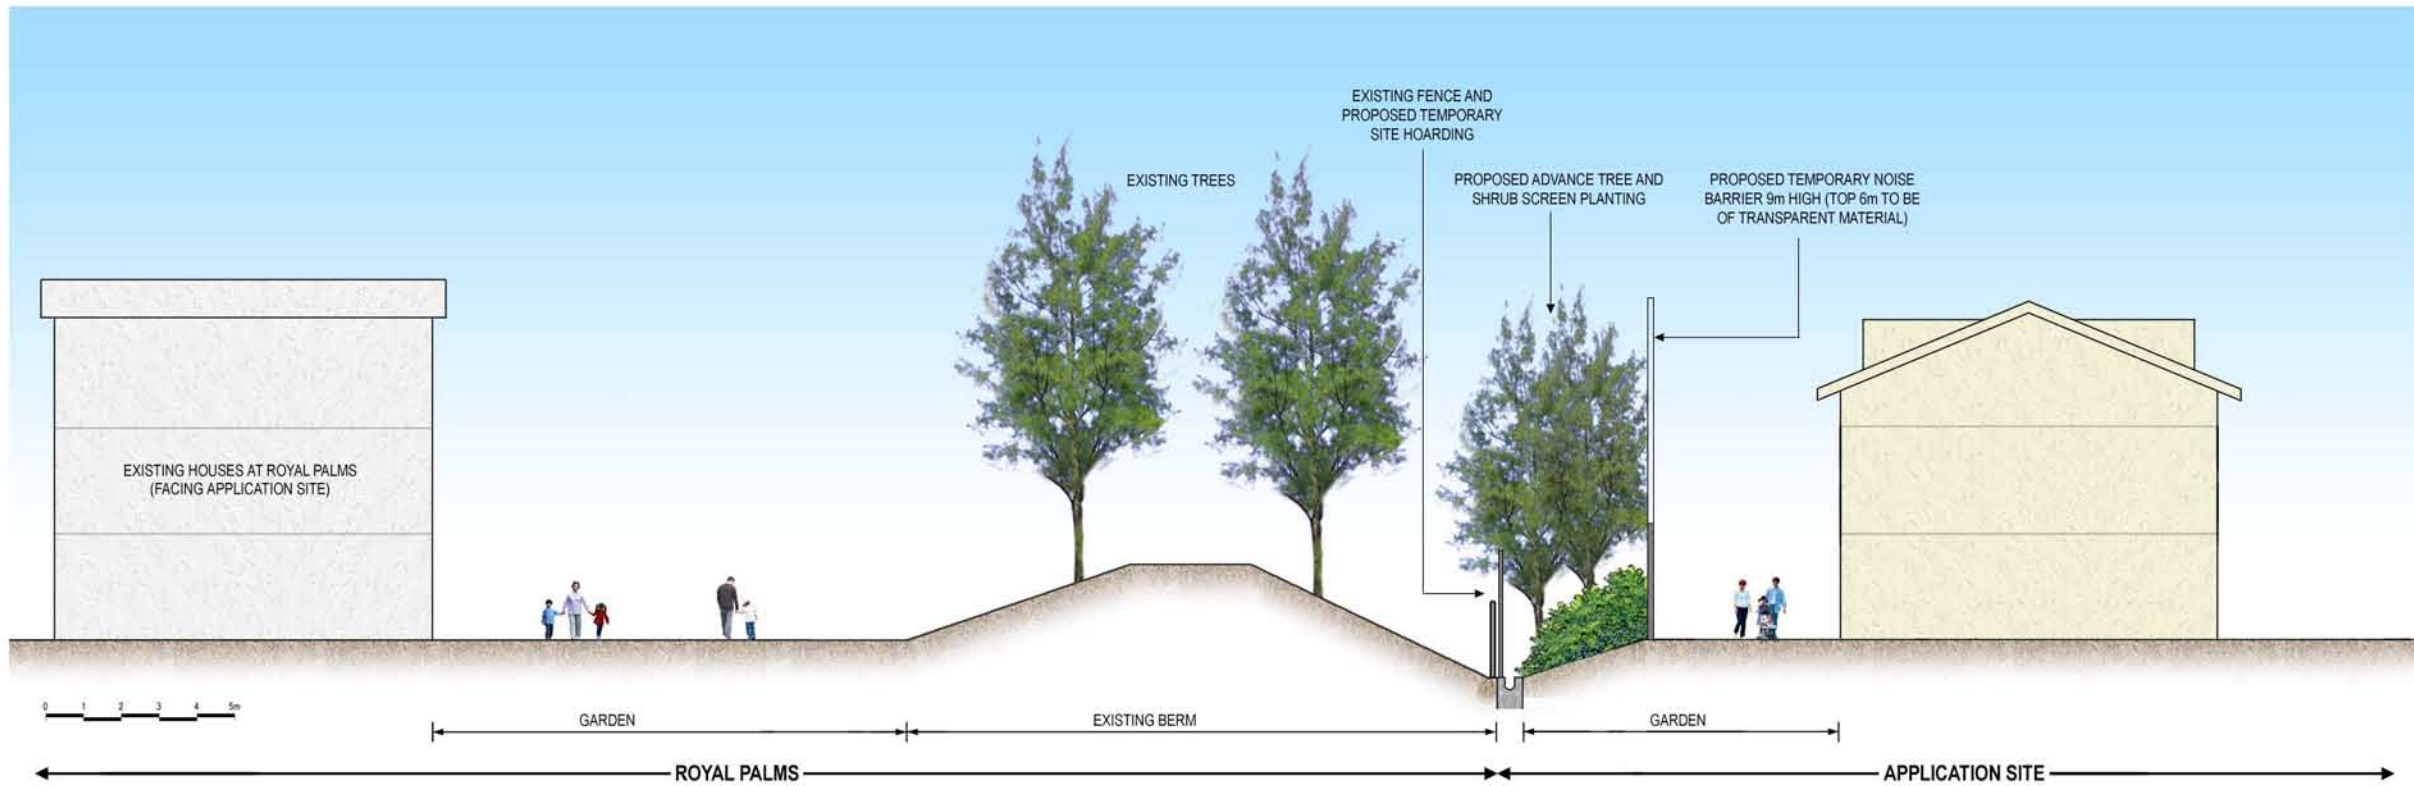 EXISTING FENCE AND
PROPOSED TEMPORARY
SITE HOARDING
EXISTING TREES
PROPOSED ADVANCE TREE AND
SHRUB SCREEN PLANTING
PROPOSED TEMPORARY NOISE
BARRIER 9m HIGH (TOP 6m TO BE
OF TRANSPARENT MATERIAL)
EXISTING HOUSES AT ROYAL PALMS
(FACING APPLICATION SITE)
0 1 2 3 4 5m
GARDEN
EXISTING BERM
GARDEN
ROYAL PALMS
APPLICATION SITE